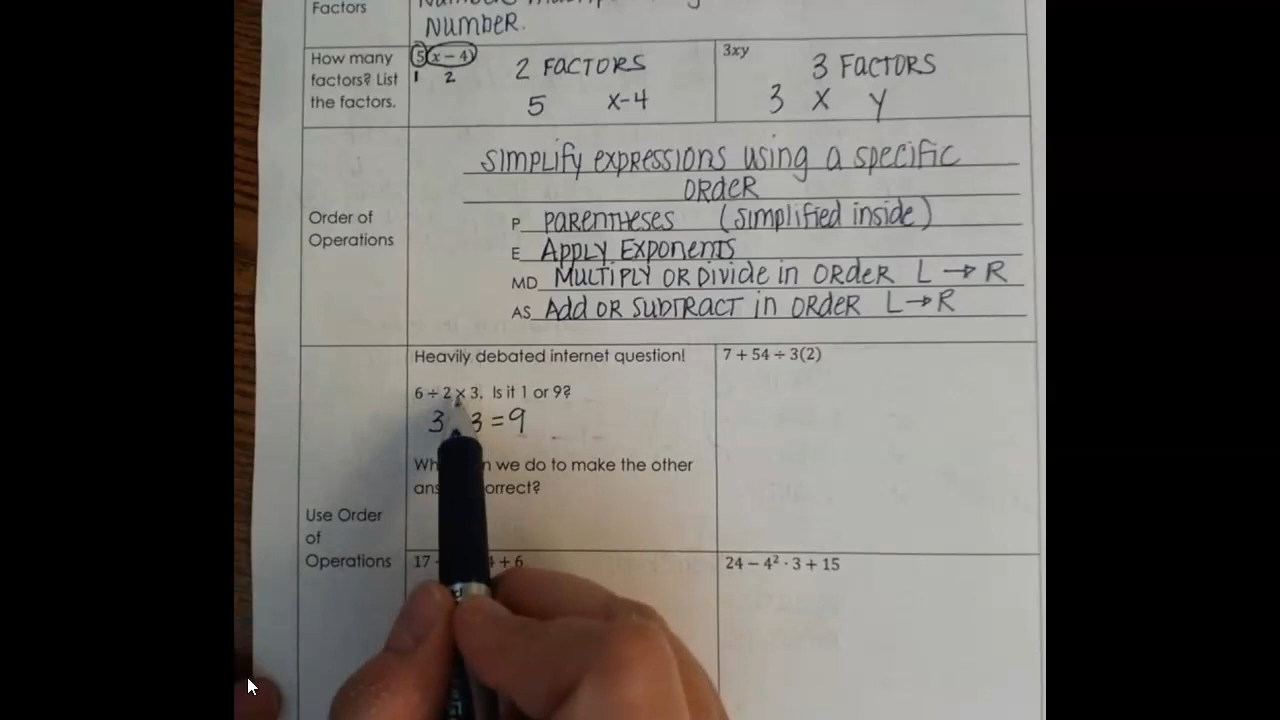 Factors
NUMBER.
How many
factors? List
the factors.
5(x − 4)
1 2
2 FACTORS
5 X-4
3xy
3 FACTORS
3 X Y
Order of
Operations
SIMPLIFY EXPRESSIONS USING A SPECIFIC
ORDER
P PARENTHESES (SIMPLIFIED INSIDE)
E APPLY EXPONENTS
MD MULTIPLY OR DIVIDE IN ORDER L → R
AS ADD OR SUBTRACT IN ORDER L → R
Use Order
of
Operations
Heavily debated internet question!
6 ÷ 2 × 3. Is it 1 or 9?
3 3 = 9
we do to make the other
7 + 54 ÷ 3(2)
17 + 6
24 − 4² · 3 + 15